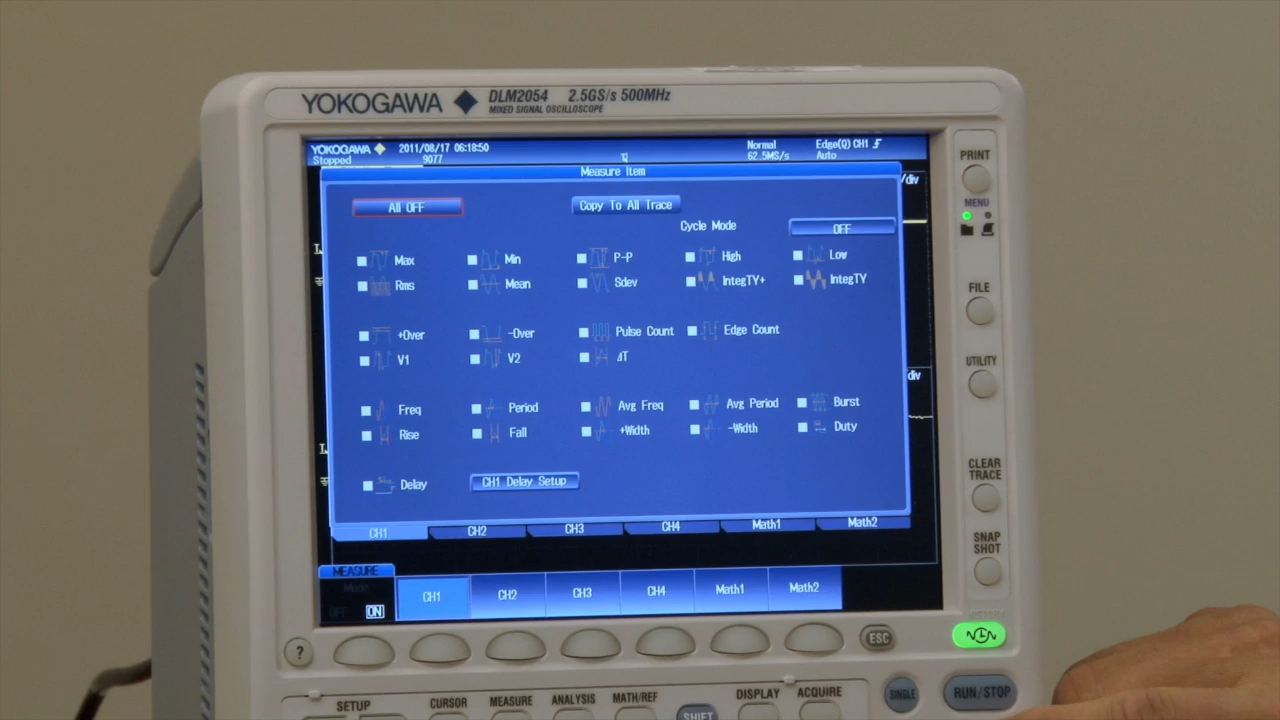 YOKOGAWA DLM2054 2.5GS/s 500MHz
MIXED SIGNAL OSCILLOSCOPE
YOKOGAWA 2011/08/17 06:18:50 Normal Edge(Q) CH1
Stopped 9077 62.5MS/s Auto
Measure Item
/div
All OFF Copy To All Trace
Cycle Mode OFF
Max Min P-P High Low
Rms Mean Sdev IntegTY+ IntegTY
+Over -Over Pulse Count Edge Count
V1 V2 ΔT
div
Freq Period Avg Freq Avg Period Burst
Rise Fall +Width -Width Duty
Delay CH1 Delay Setup
CH1 CH2 CH3 CH4 Math1 Math2
MEASURE
Mode
OFF ON CH1 CH2 CH3 CH4 Math1 Math2
PRINT
MENU
FILE
UTILITY
CLEAR
TRACE
SNAP
SHOT
? ESC
SETUP CURSOR MEASURE ANALYSIS MATH/REF SHIFT DISPLAY ACQUIRE SINGLE RUN/STOP